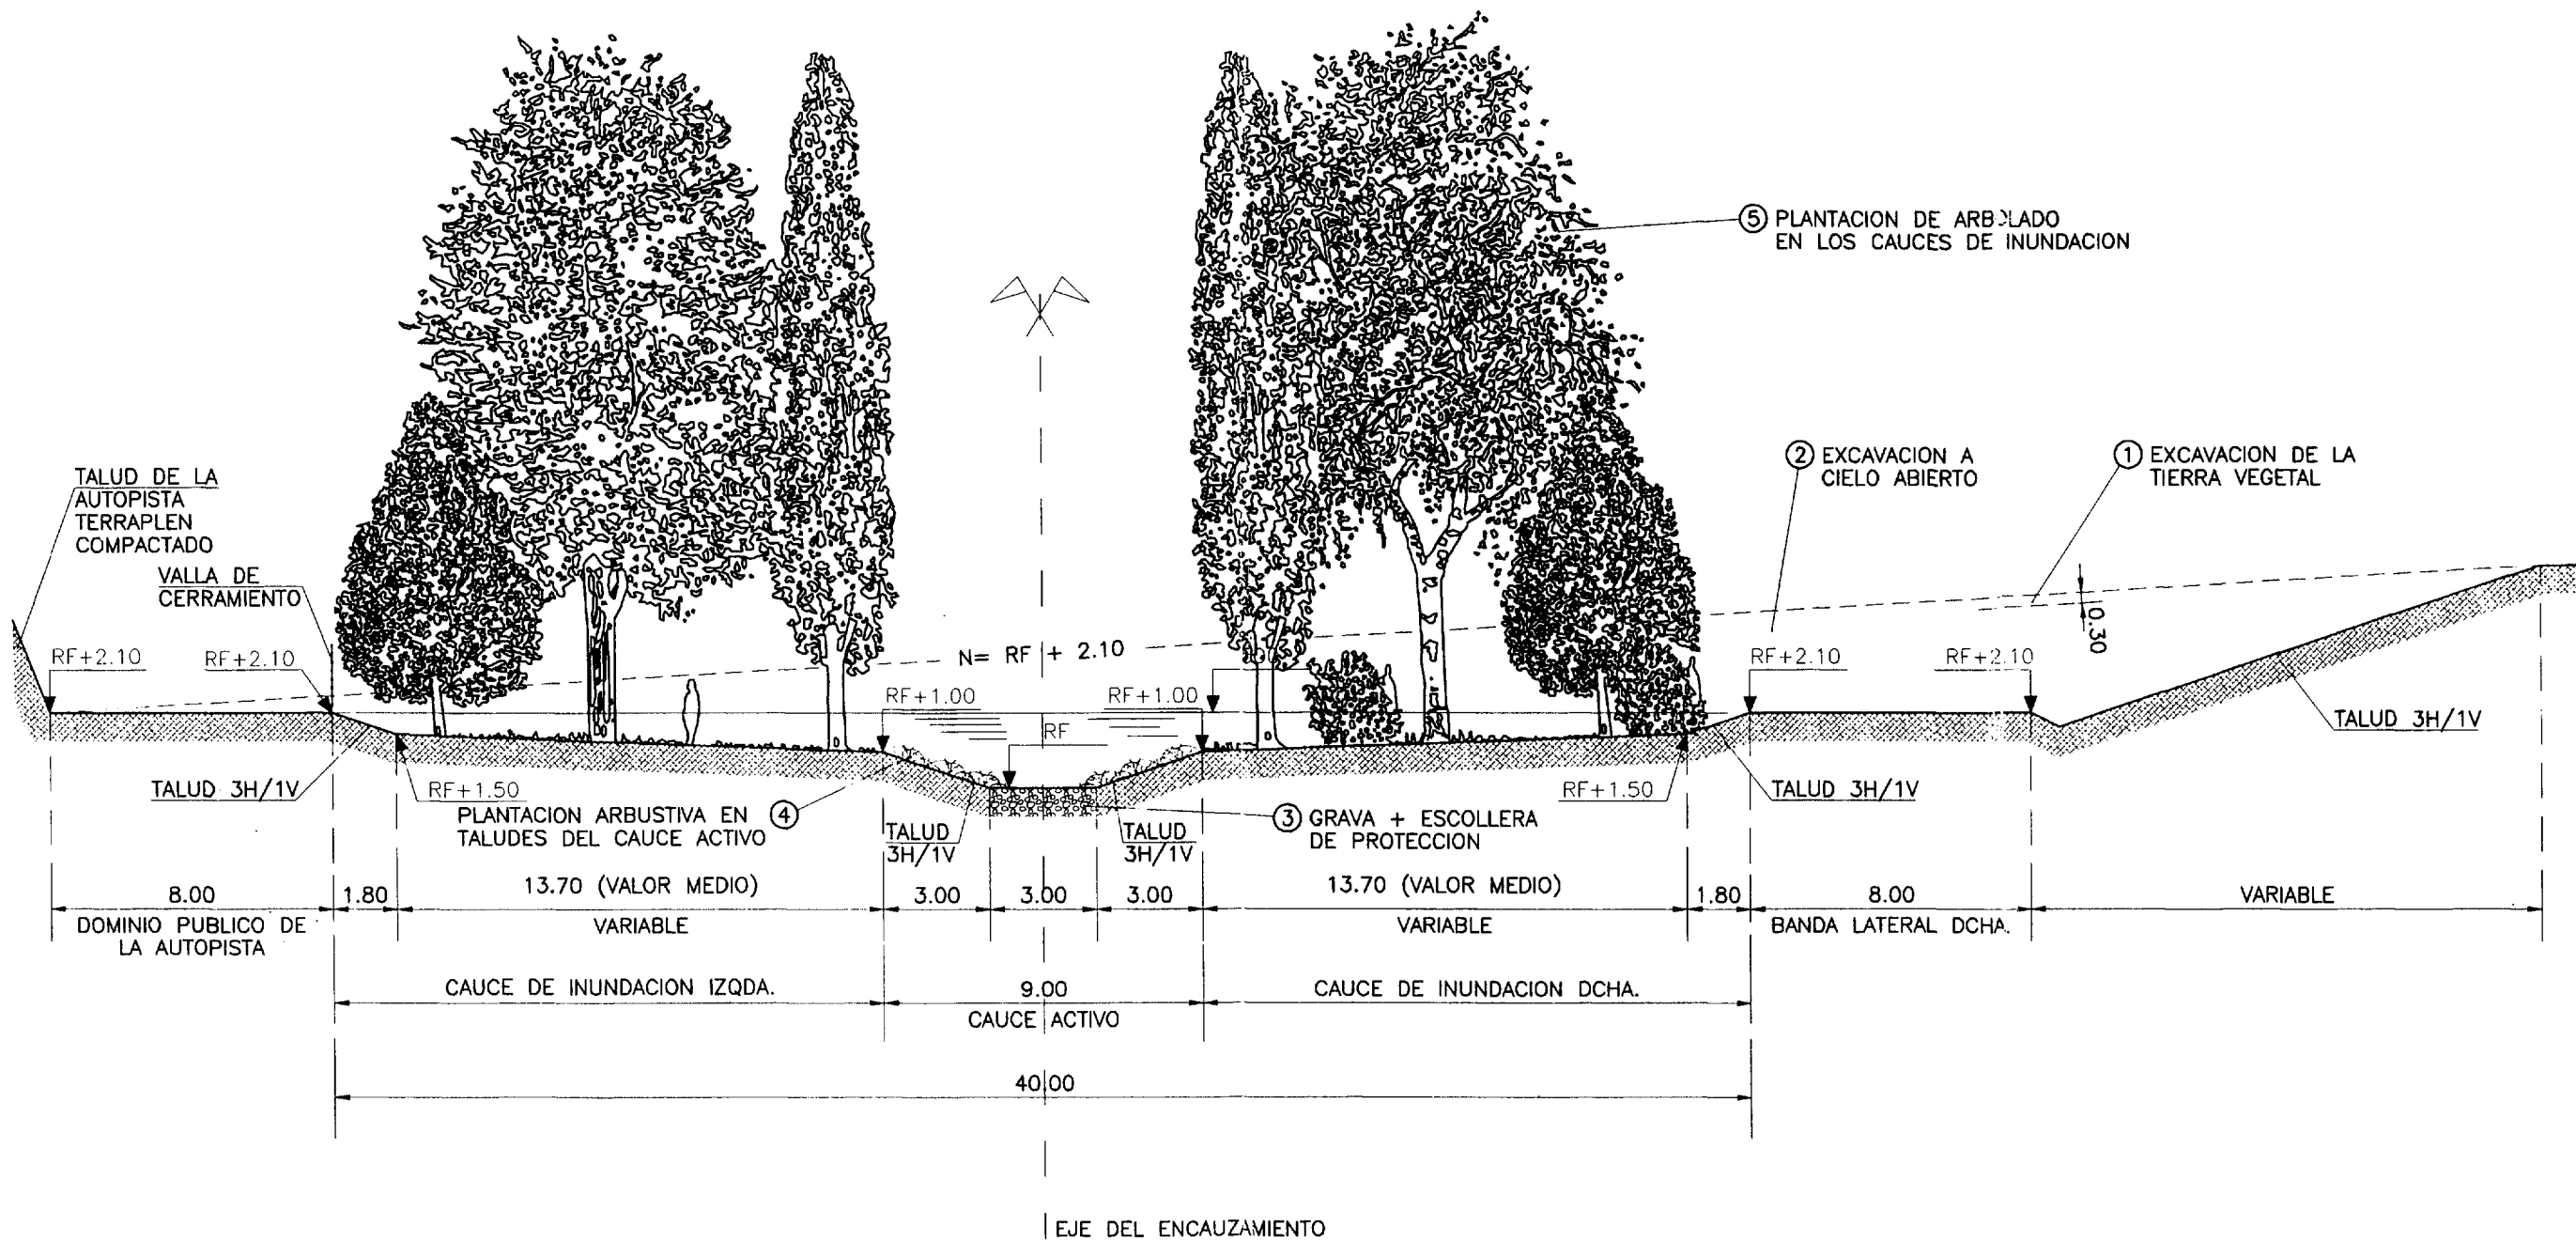 ⑤ PLANTACION DE ARBOLADO
EN LOS CAUCES DE INUNDACION
② EXCAVACION A
CIELO ABIERTO
① EXCAVACION DE LA
TIERRA VEGETAL
TALUD DE LA
AUTOPISTA
TERRAPLEN
COMPACTADO
VALLA DE
CERRAMIENTO
0.30
RF+2.10
RF+2.10
N= RF + 2.10
RF+2.10
RF+2.10
RF+1.00
RF+1.00
RF
TALUD 3H/1V
TALUD 3H/1V
RF+1.50
RF+1.50
TALUD 3H/1V
PLANTACION ARBUSTIVA EN ④
TALUDES DEL CAUCE ACTIVO
TALUD
3H/1V
TALUD
3H/1V
③ GRAVA + ESCOLLERA
DE PROTECCION
8.00
1.80
13.70 (VALOR MEDIO)
3.00
3.00
3.00
13.70 (VALOR MEDIO)
1.80
8.00
VARIABLE
DOMINIO PUBLICO DE
LA AUTOPISTA
VARIABLE
VARIABLE
BANDA LATERAL DCHA.
CAUCE DE INUNDACION IZQDA.
9.00
CAUCE DE INUNDACION DCHA.
CAUCE ACTIVO
40.00
EJE DEL ENCAUZAMIENTO